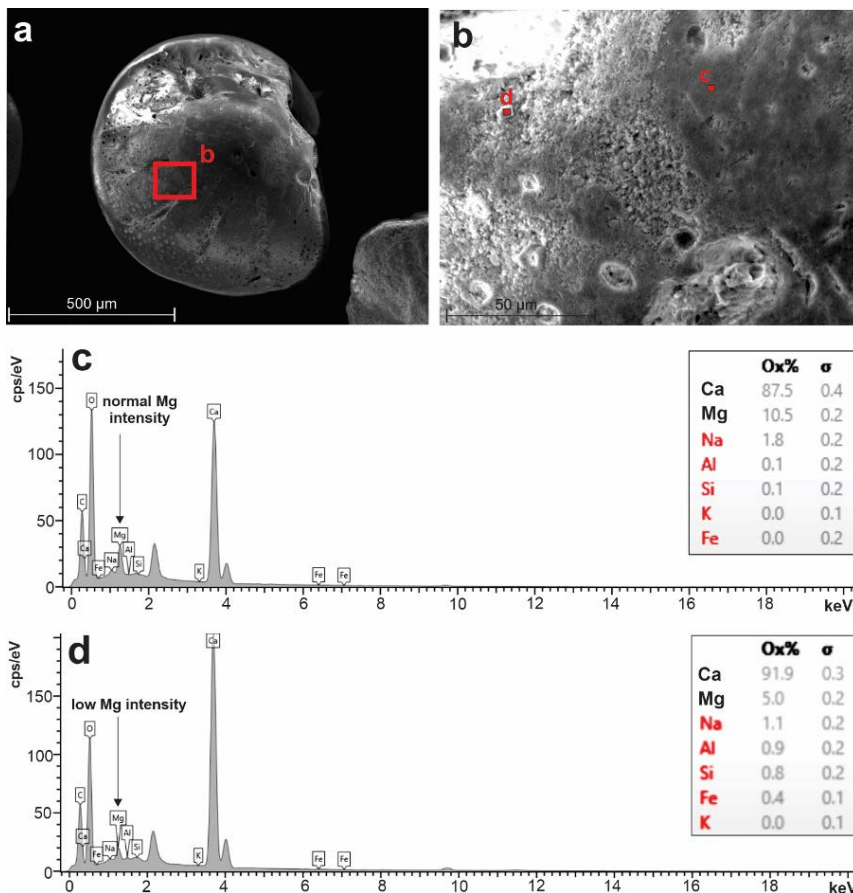 a
b
500 µm
b
d
c
50 µm
c
cps/eV
150
100
50
0
normal Mg
intensity
O
Ca
C
Ca
Fe
Na
Mg
Al
Si
K
Fe
Fe
0
2
4
6
8
10
12
14
16
18
keV
Ox% σ
Ca 87.5 0.4
Mg 10.5 0.2
Na 1.8 0.2
Al 0.1 0.2
Si 0.1 0.2
K 0.0 0.1
Fe 0.0 0.2
d
cps/eV
150
100
50
0
low Mg intensity
O
Ca
C
Ca
Fe
Na
Mg
Al
Si
K
Fe
Fe
0
2
4
6
8
10
12
14
16
18
keV
Ox% σ
Ca 91.9 0.3
Mg 5.0 0.2
Na 1.1 0.2
Al 0.9 0.2
Si 0.8 0.2
Fe 0.4 0.1
K 0.0 0.1